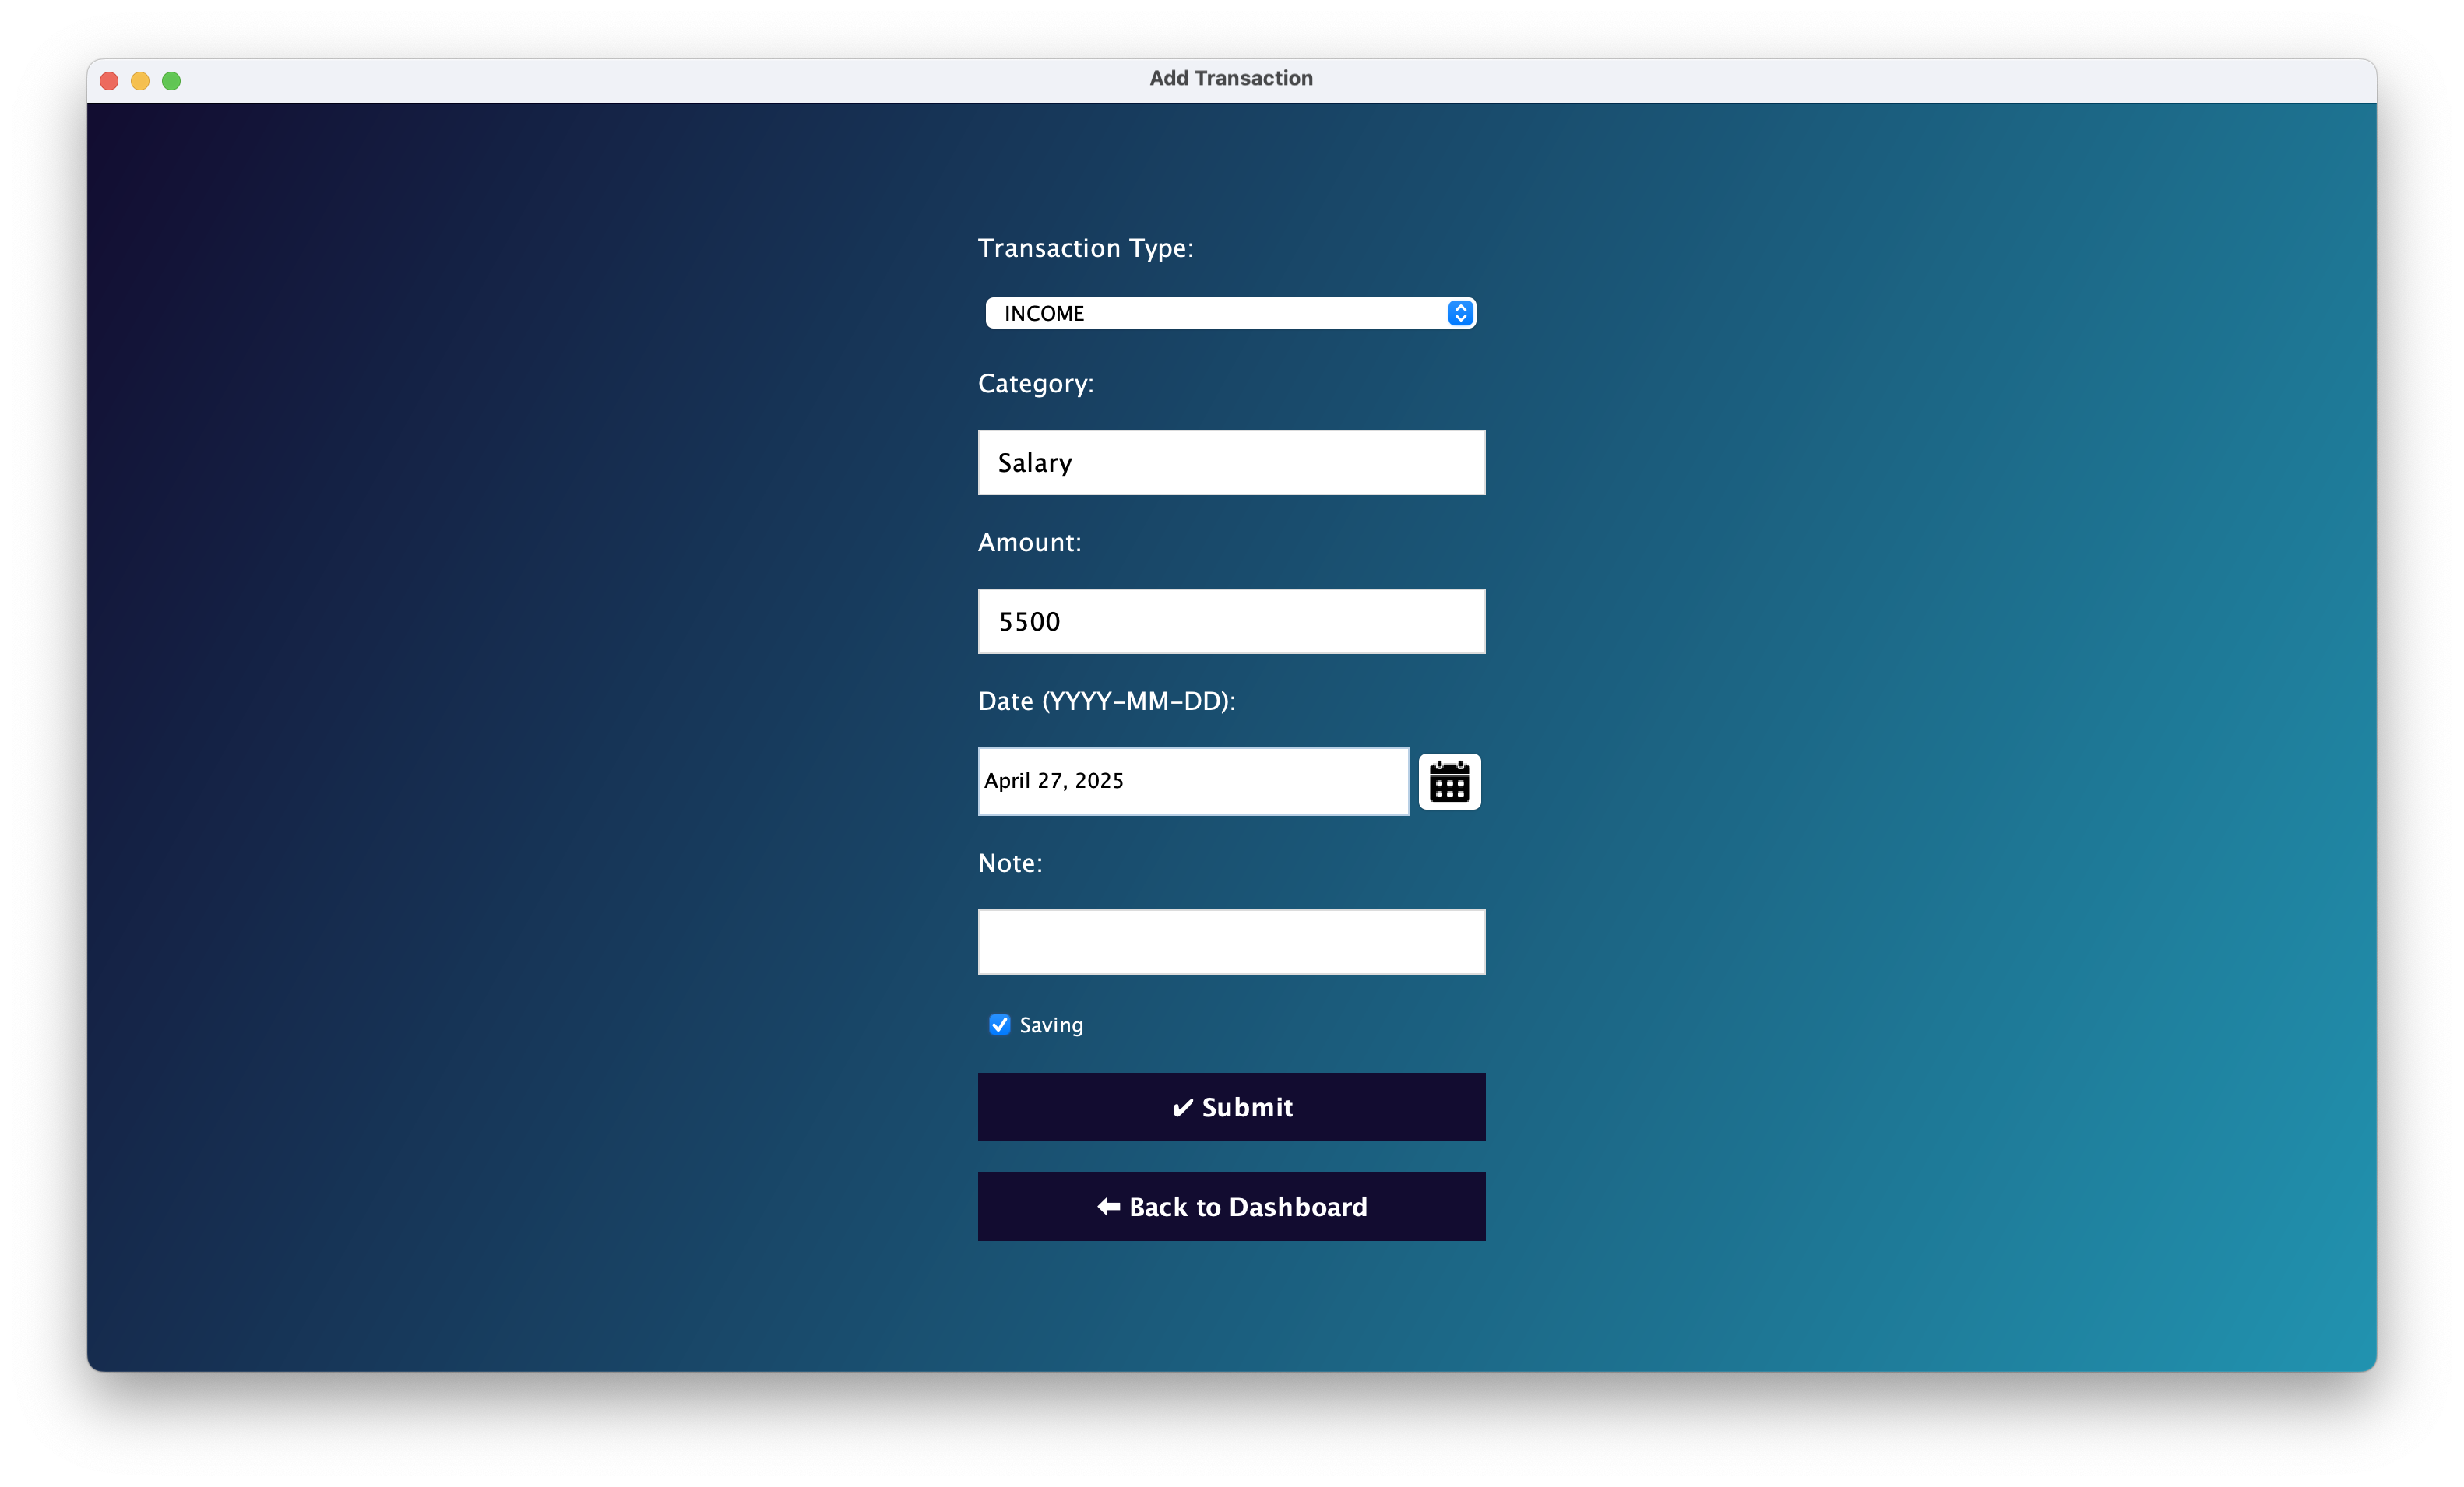 Add Transaction
Transaction Type:
INCOME
Category:
Salary
Amount:
5500
Date (YYYY-MM-DD):
April 27, 2025
Note:
Saving
✔ Submit
⬅ Back to Dashboard